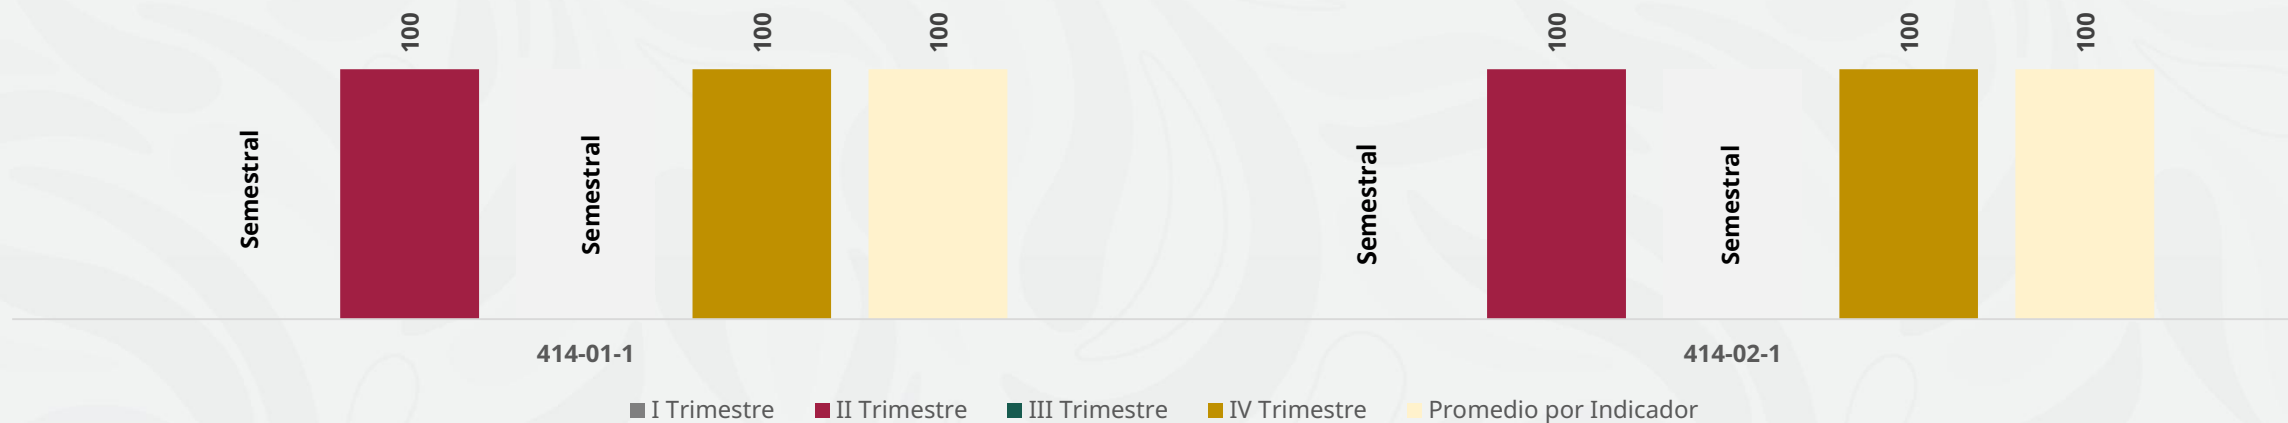 100 100 100 100 100 100
Semestral Semestral Semestral Semestral
414-01-1 414-02-1
I Trimestre II Trimestre III Trimestre IV Trimestre Promedio por Indicador